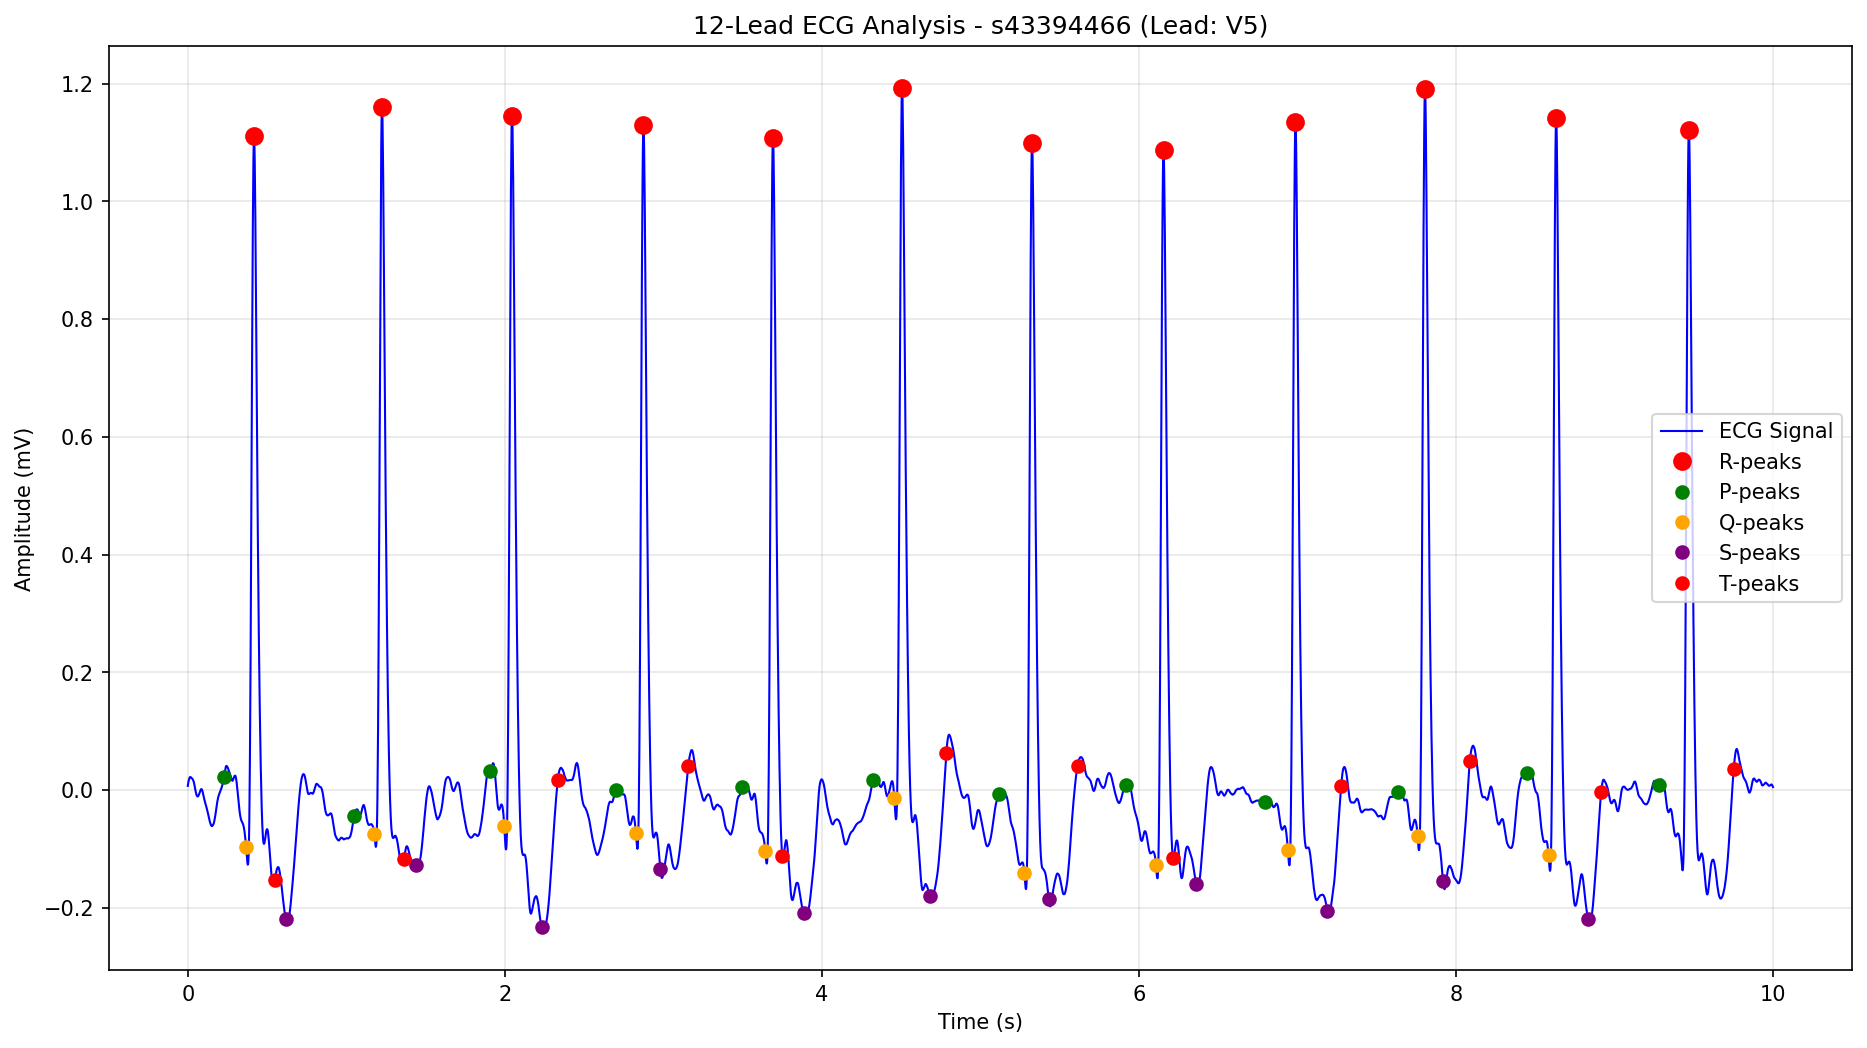 12-Lead ECG Analysis - s43394466 (Lead: V5)
Amplitude (mV)
1.2
1.0
0.8
0.6
0.4
0.2
0.0
−0.2
ECG Signal
R-peaks
P-peaks
Q-peaks
S-peaks
T-peaks
0 2 4 6 8 10
Time (s)